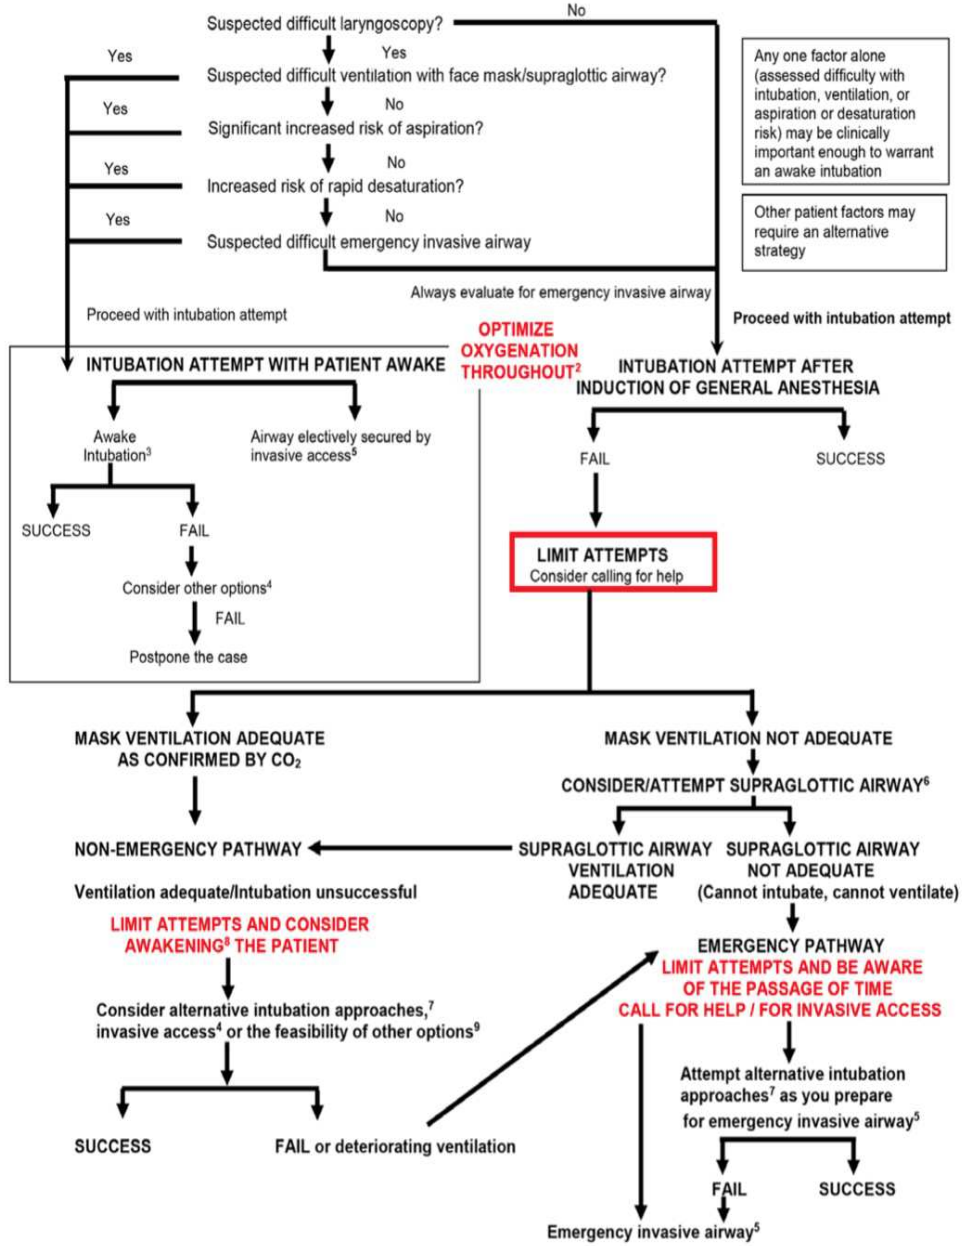 Suspected difficult laryngoscopy?
No
Yes
Yes
Suspected difficult ventilation with face mask/supraglottic airway?
No
Yes
Significant increased risk of aspiration?
No
Yes
Increased risk of rapid desaturation?
No
Yes
Suspected difficult emergency invasive airway
Any one factor alone
(assessed difficulty with
intubation, ventilation, or
aspiration or desaturation
risk) may be clinically
important enough to warrant
an awake intubation
Other patient factors may
require an alternative
strategy
Always evaluate for emergency invasive airway
Proceed with intubation attempt
Proceed with intubation attempt
OPTIMIZE
OXYGENATION
THROUGHOUT²
INTUBATION ATTEMPT WITH PATIENT AWAKE
Awake
Intubation³
Airway electively secured by
invasive access⁵
SUCCESS
FAIL
Consider other options⁴
FAIL
Postpone the case
INTUBATION ATTEMPT AFTER
INDUCTION OF GENERAL ANESTHESIA
FAIL
SUCCESS
LIMIT ATTEMPTS
Consider calling for help
MASK VENTILATION ADEQUATE
AS CONFIRMED BY CO₂
MASK VENTILATION NOT ADEQUATE
CONSIDER/ATTEMPT SUPRAGLOTTIC AIRWAY⁶
NON-EMERGENCY PATHWAY
SUPRAGLOTTIC AIRWAY
VENTILATION
ADEQUATE
SUPRAGLOTTIC AIRWAY
NOT ADEQUATE
(Cannot intubate, cannot ventilate)
Ventilation adequate/Intubation unsuccessful
LIMIT ATTEMPTS AND CONSIDER
AWAKENING⁸ THE PATIENT
Consider alternative intubation approaches,⁷
invasive access⁴ or the feasibility of other options⁹
SUCCESS
FAIL or deteriorating ventilation
EMERGENCY PATHWAY
LIMIT ATTEMPTS AND BE AWARE
OF THE PASSAGE OF TIME
CALL FOR HELP / FOR INVASIVE ACCESS
Attempt alternative intubation
approaches⁷ as you prepare
for emergency invasive airway⁵
FAIL
SUCCESS
Emergency invasive airway⁵